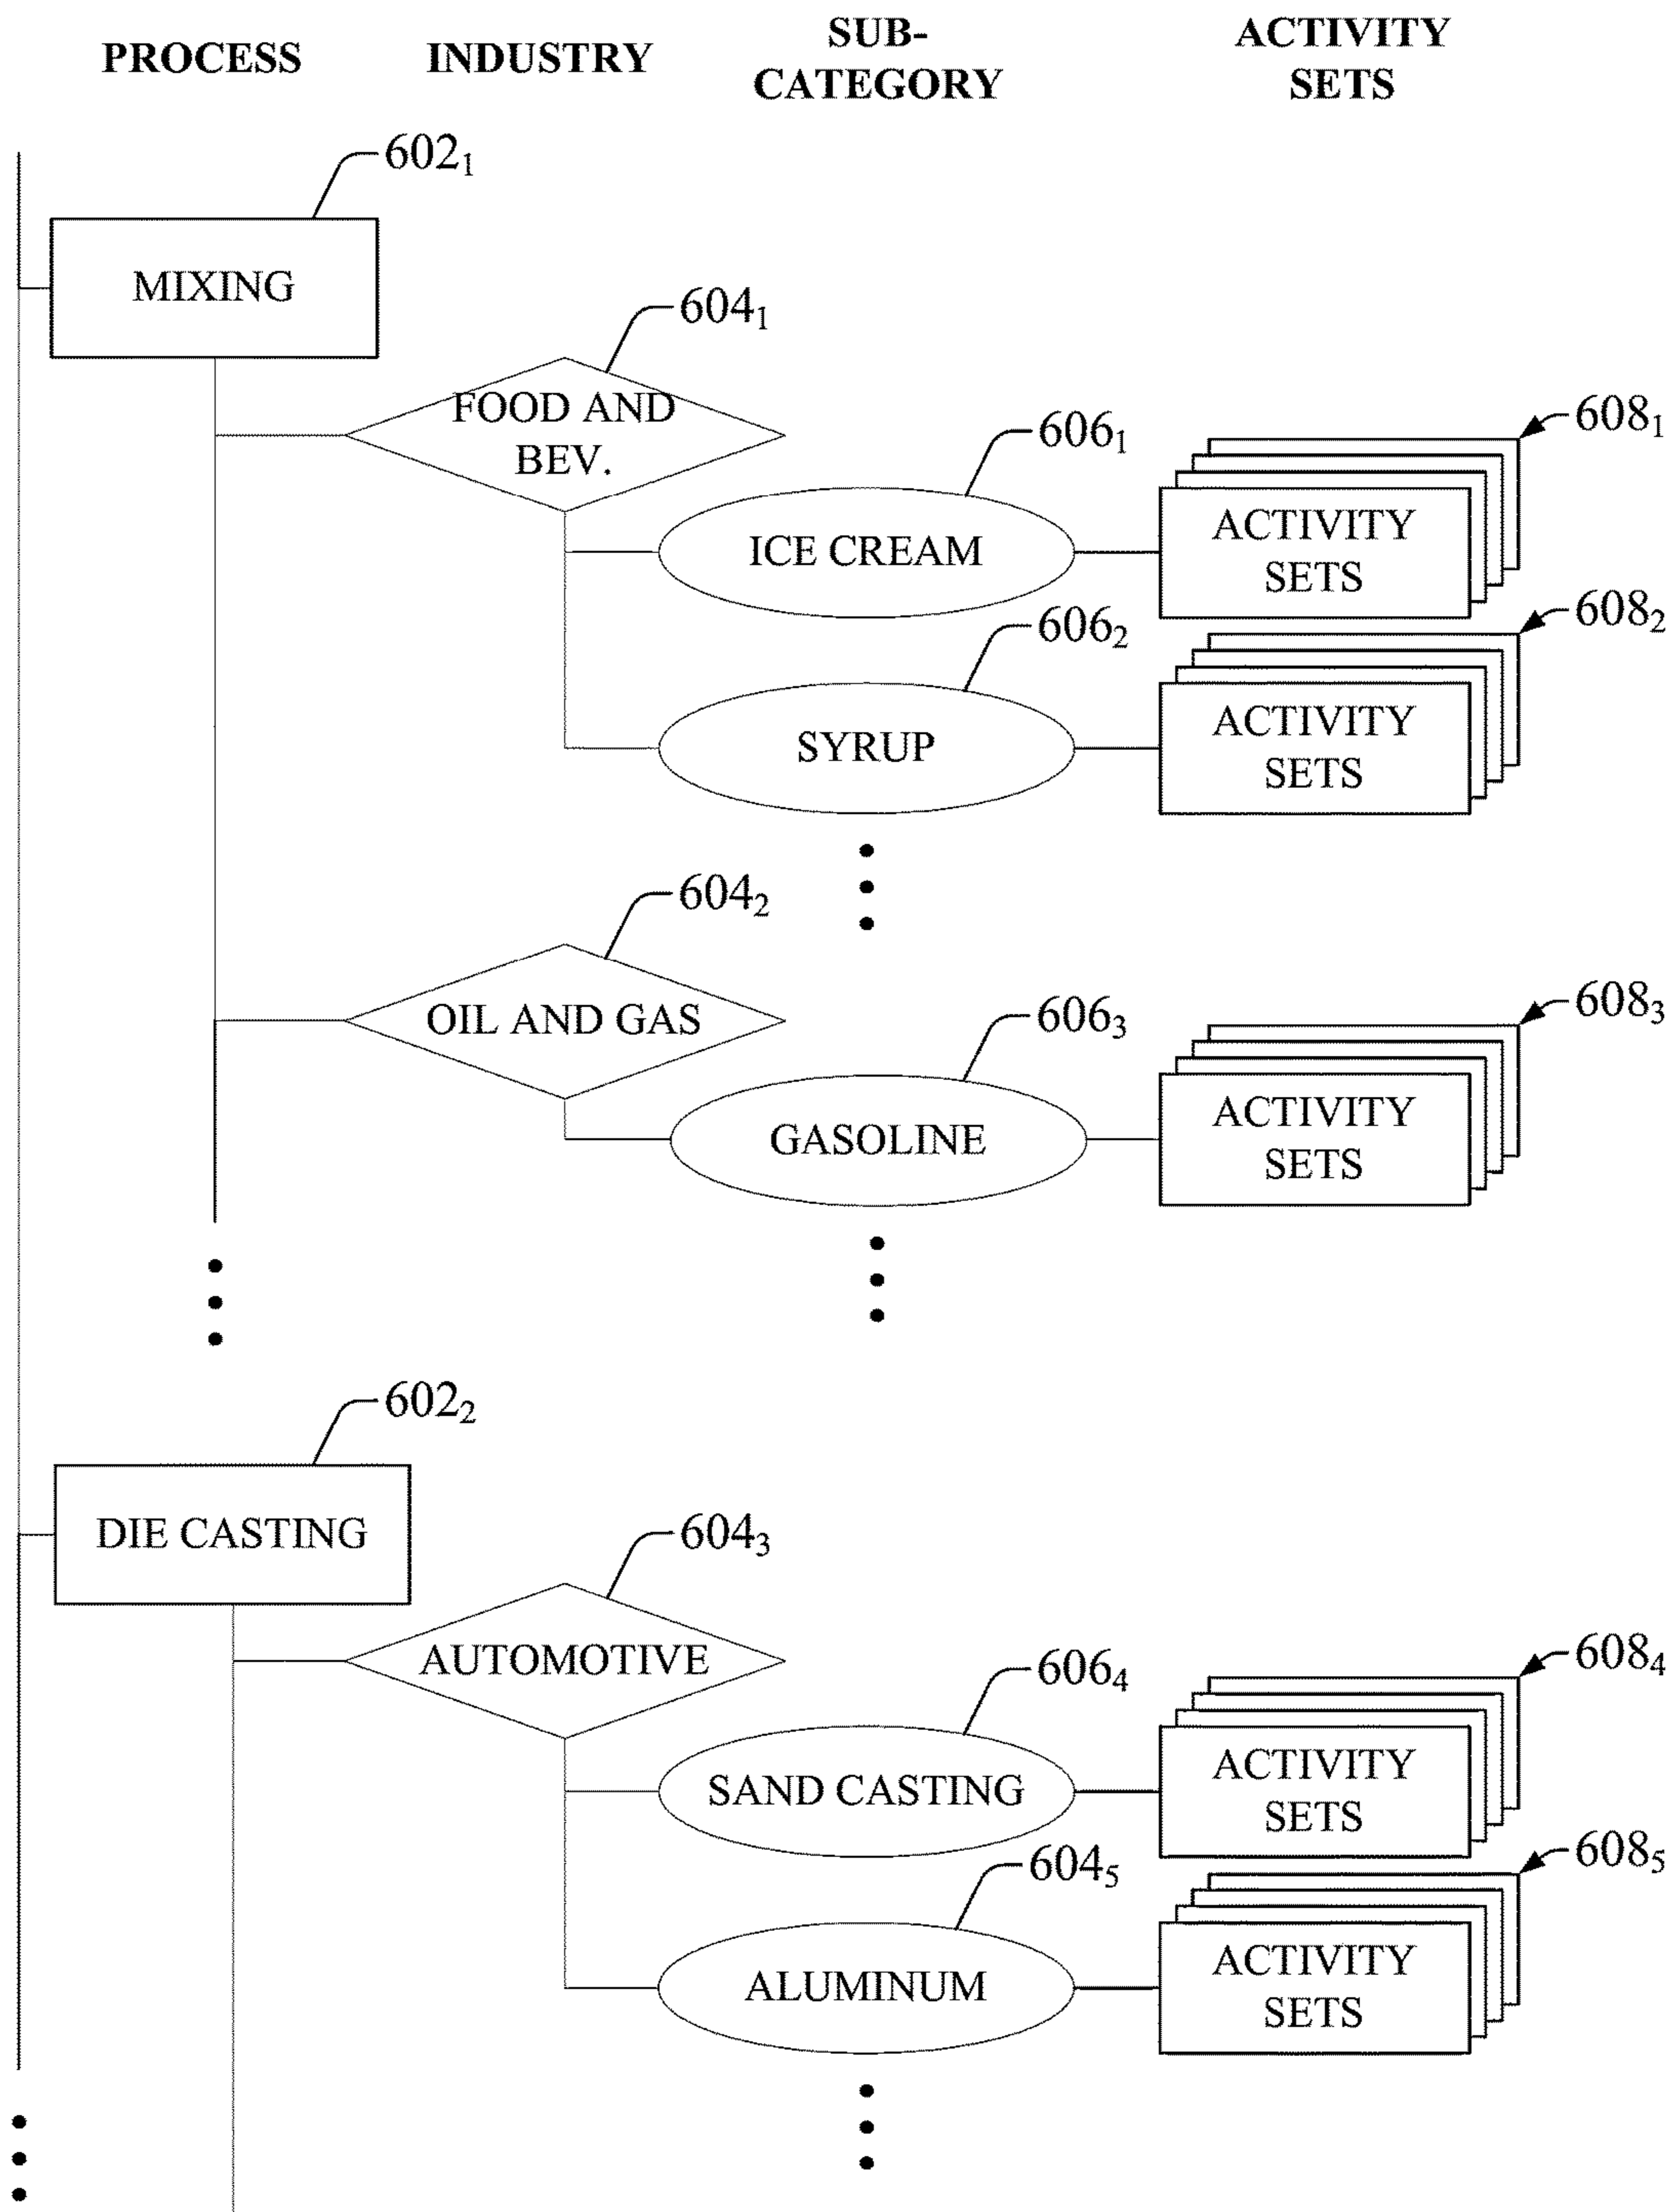 PROCESS
INDUSTRY
SUB-
CATEGORY
ACTIVITY
SETS
602₁
MIXING
604₁
FOOD AND
BEV.
606₁
608₁
ICE CREAM
ACTIVITY
SETS
606₂
608₂
SYRUP
ACTIVITY
SETS
604₂
OIL AND GAS
606₃
608₃
GASOLINE
ACTIVITY
SETS
602₂
DIE CASTING
604₃
AUTOMOTIVE
606₄
608₄
SAND CASTING
ACTIVITY
SETS
604₅
608₅
ALUMINUM
ACTIVITY
SETS